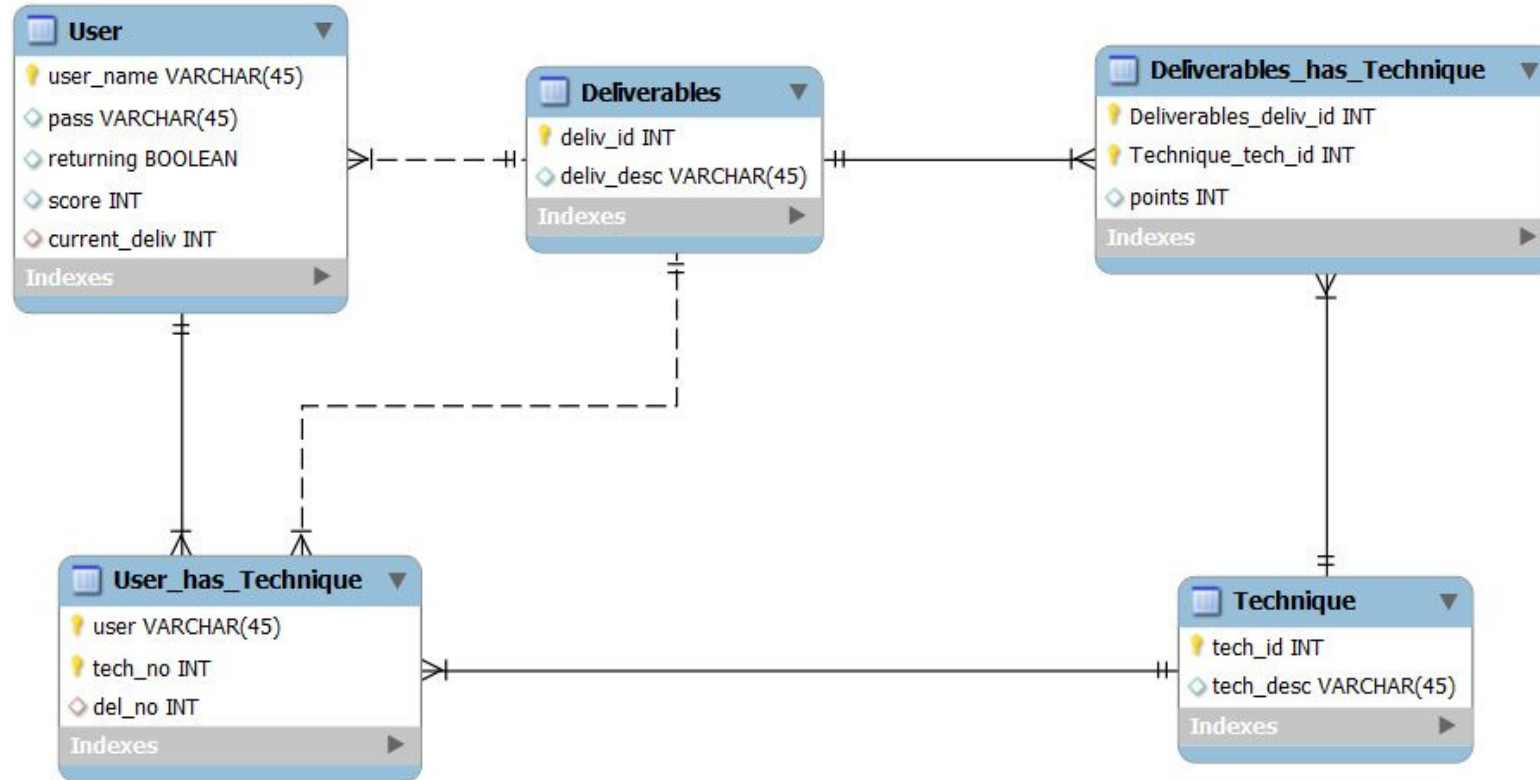 User
user_name VARCHAR(45)
pass VARCHAR(45)
returning BOOLEAN
score INT
current_deliv INT
Indexes
Deliverables
deliv_id INT
deliv_desc VARCHAR(45)
Indexes
Deliverables_has_Technique
Deliverables_deliv_id INT
Technique_tech_id INT
points INT
Indexes
User_has_Technique
user VARCHAR(45)
tech_no INT
del_no INT
Indexes
Technique
tech_id INT
tech_desc VARCHAR(45)
Indexes